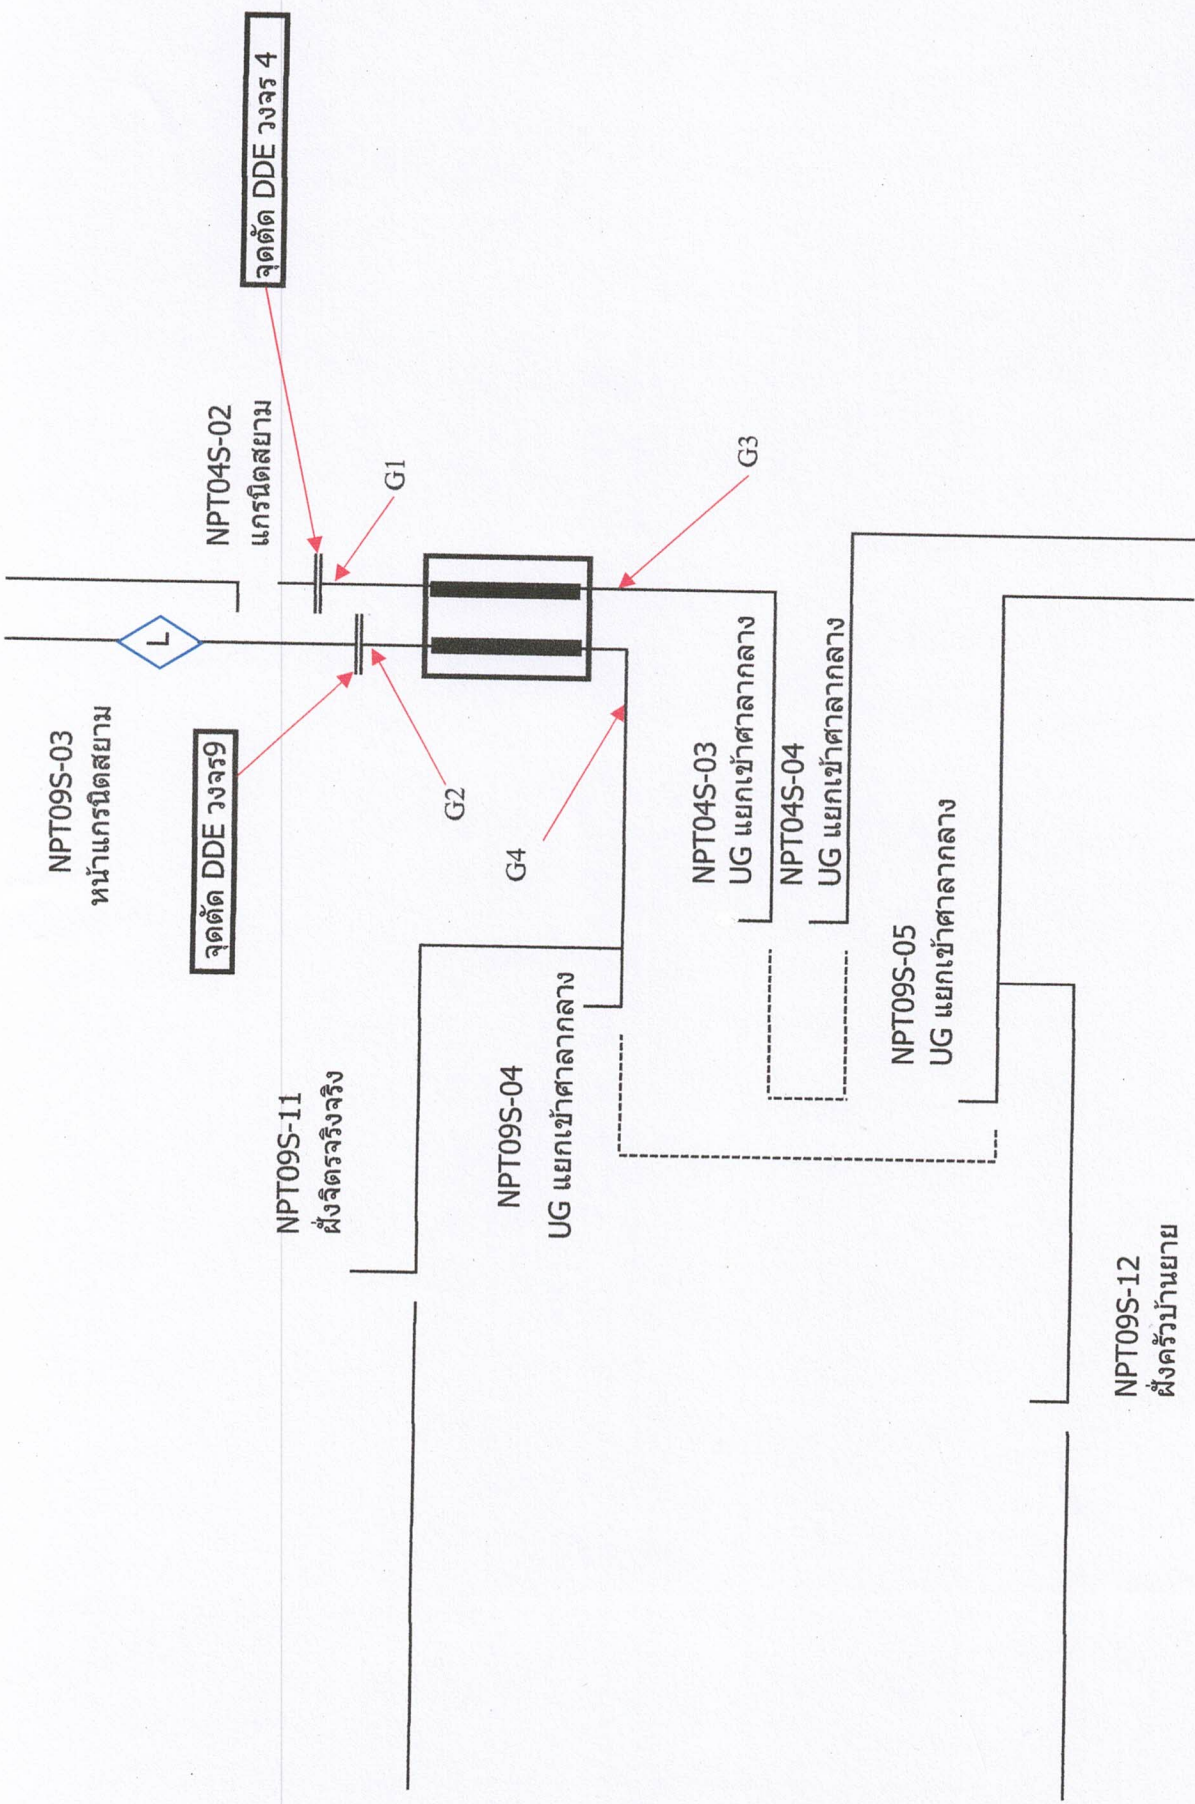 NPT09S-03
หน้าแกรนิตสยาม
จุดตัด DDE วงจร9
NPT04S-02
แกรนิตสยาม
จุดตัด DDE วงจร 4
L
G1
G2
G3
G4
NPT09S-11
ฝั่งจิตรจริงจริง
NPT09S-04
UG แยกเข้าศาลากลาง
NPT04S-03
UG แยกเข้าศาลากลาง
NPT04S-04
UG แยกเข้าศาลากลาง
NPT09S-05
UG แยกเข้าศาลากลาง
NPT09S-12
ฝั่งครัวบ้านยาย